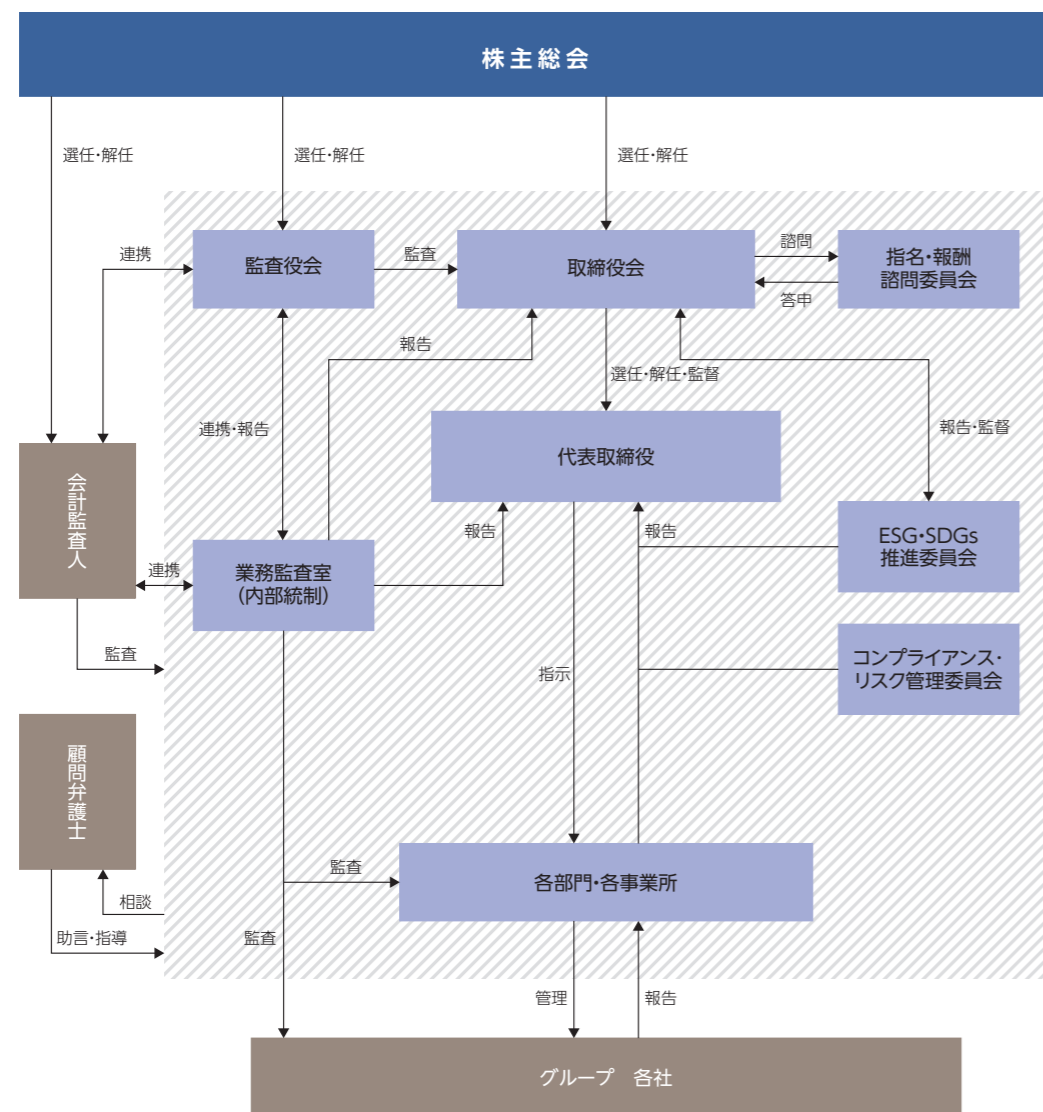 株主総会
選任・解任
選任・解任
選任・解任
連携
監査役会
監査
取締役会
諮問
答申
指名・報酬
諮問委員会
報告
選任・解任・監督
連携・報告
報告・監督
代表取締役
会計監査人
報告
報告
ESG・SDGs
推進委員会
連携
業務監査室
(内部統制)
監査
指示
コンプライアンス・
リスク管理委員会
顧問弁護士
相談
助言・指導
監査
各部門・各事業所
監査
管理
報告
グループ 各社